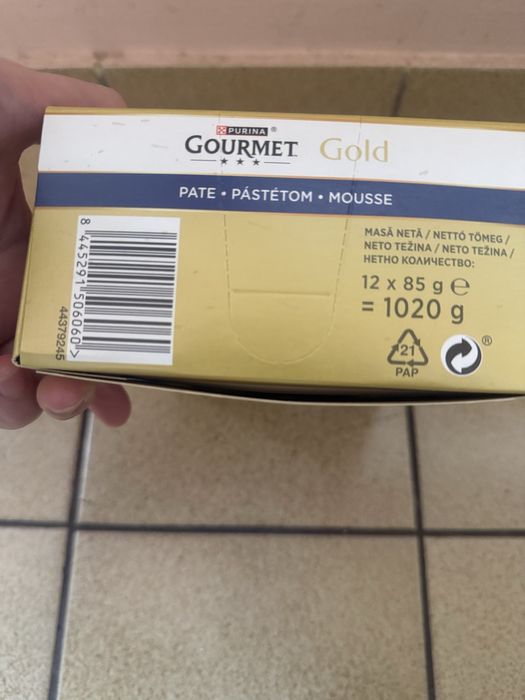 PURINA®
GOURMET Gold
PATE • PÁSTÉTOM • MOUSSE
MASĂ NETĂ / NETTÓ TÖMEG /
NETO TEŽINA / NETO TEŽINA /
НЕТНО КОЛИЧЕСТВО:
12 x 85 g ℮
= 1020 g
21
PAP
®
8 445291 506060>
44379245